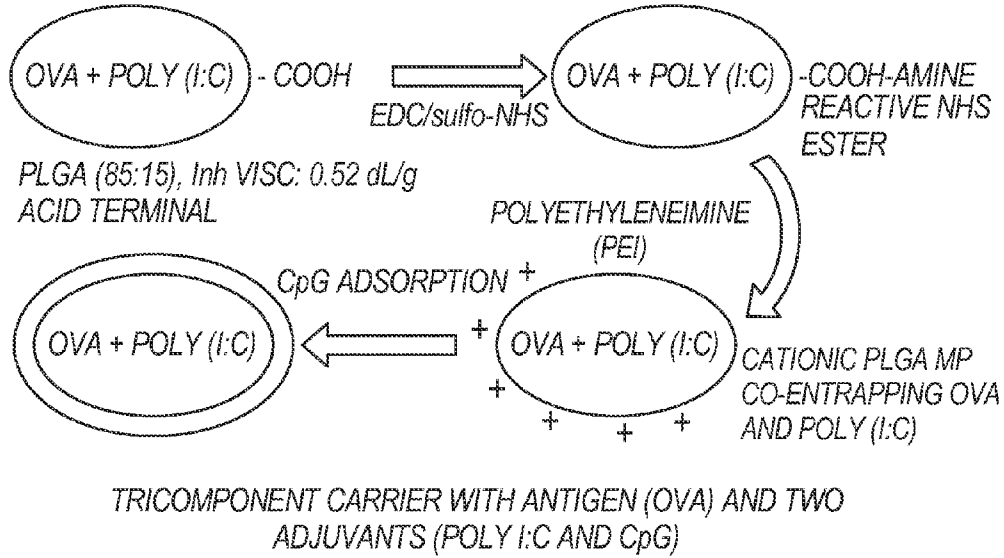 OVA + POLY (I:C) - COOH
EDC/sulfo-NHS
OVA + POLY (I:C)
-COOH-AMINE
REACTIVE NHS
ESTER
PLGA (85:15), Inh VISC: 0.52 dL/g
ACID TERMINAL
POLYETHYLENEIMINE
(PEI)
+
+
+
+
+
+
OVA + POLY (I:C)
CATIONIC PLGA MP
CO-ENTRAPPING OVA
AND POLY (I:C)
CpG ADSORPTION
OVA + POLY (I:C)
TRICOMPONENT CARRIER WITH ANTIGEN (OVA) AND TWO
ADJUVANTS (POLY I:C AND CpG)